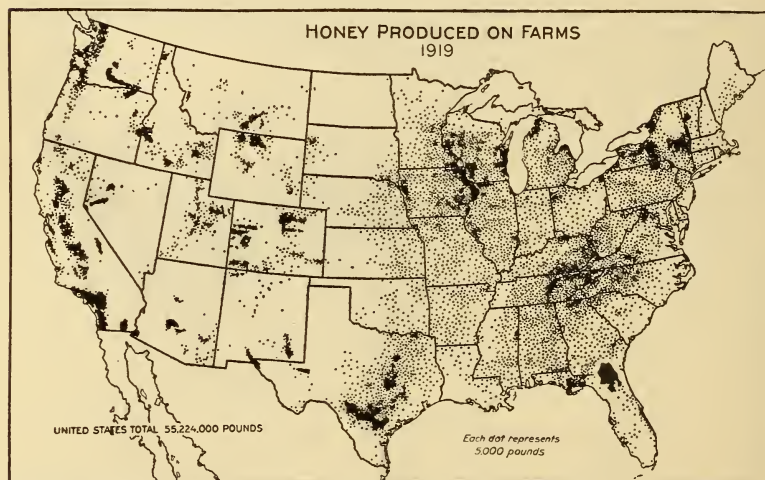 HONEY PRODUCED ON FARMS
1919
UNITED STATES TOTAL 55,224,000 POUNDS
Each dot represents
5,000 pounds